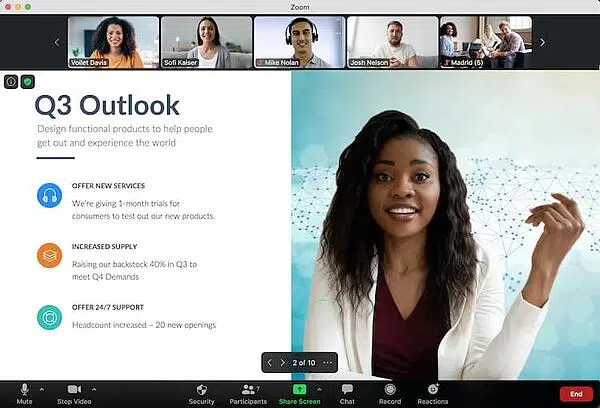 Zoom
Voilet Davis
Sofi Kaiser
Mike Nolan
Josh Nelson
Madrid (5)
Q3 Outlook
Design functional products to help people
get out and experience the world
OFFER NEW SERVICES
We're giving 1-month trials for
consumers to test out our new products.
INCREASED SUPPLY
Raising our backstock 40% in Q3 to
meet Q4 Demands
OFFER 24/7 SUPPORT
Headcount increased – 20 new openings
2 of 10
7
Mute
Stop Video
Security
Participants
Share Screen
Chat
Record
Reactions
End